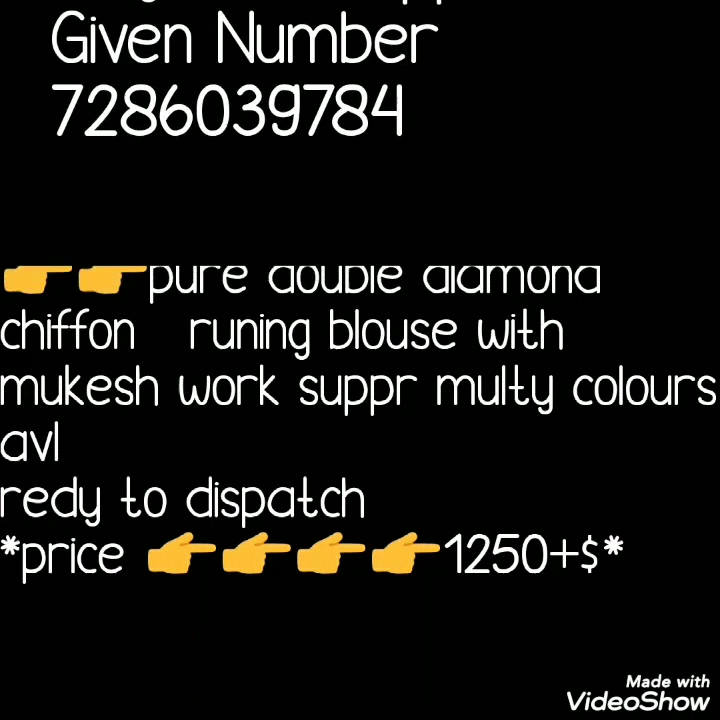 Given Number
7286039784
👉👉pure double diamond
chiffon runing blouse with
mukesh work suppr multy colours
avl
redy to dispatch
*price 👉👉👉👉1250+$*
Made with
VideoShow